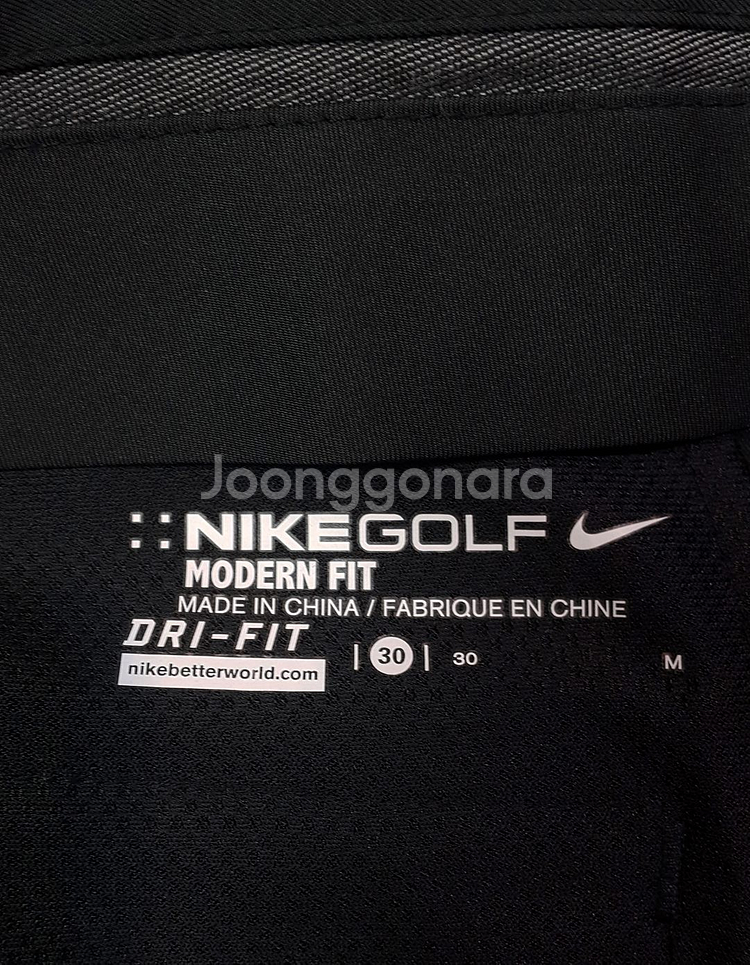 Joonggonara
::NIKEGOLF
MODERN FIT
MADE IN CHINA / FABRIQUE EN CHINE
DRI-FIT
nikebetterworld.com | 30 | 30 M